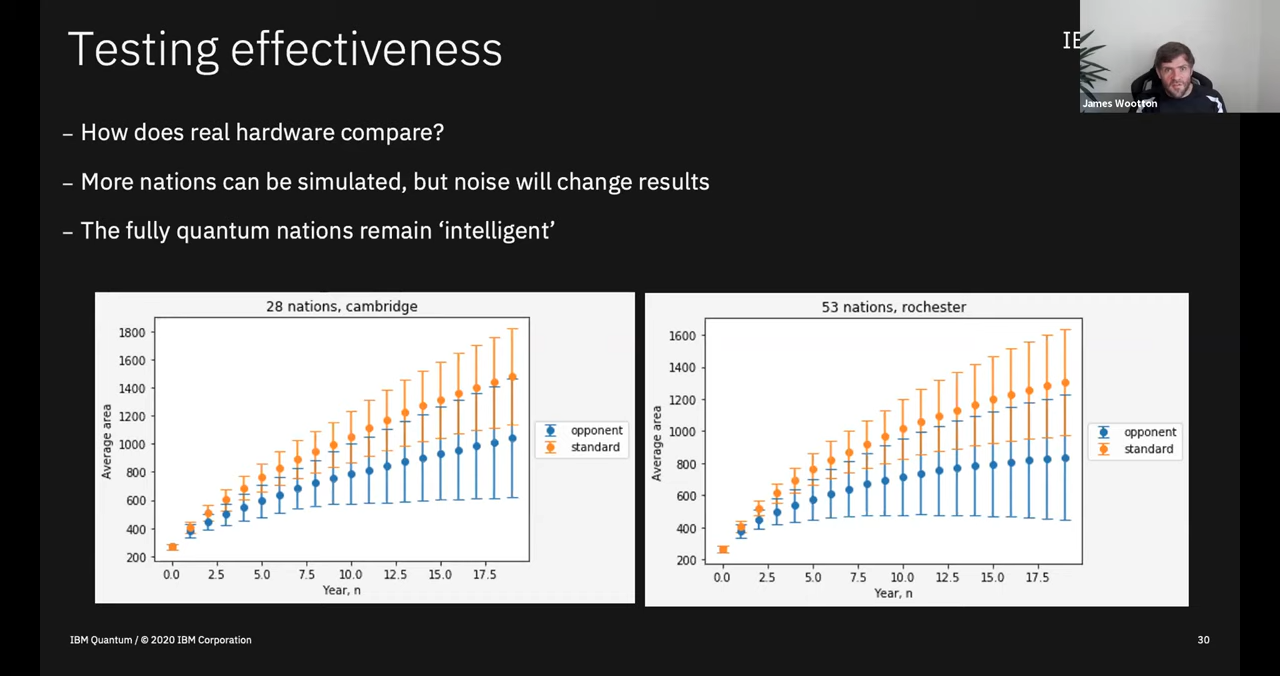 Testing effectiveness
James Wootton
– How does real hardware compare?
– More nations can be simulated, but noise will change results
– The fully quantum nations remain ‘intelligent’
28 nations, cambridge
Average area
1800
1600
1400
1200
1000
800
600
400
200
0.0 2.5 5.0 7.5 10.0 12.5 15.0 17.5
Year, n
opponent
standard
53 nations, rochester
Average area
1600
1400
1200
1000
800
600
400
200
0.0 2.5 5.0 7.5 10.0 12.5 15.0 17.5
Year, n
opponent
standard
IBM Quantum / © 2020 IBM Corporation
30